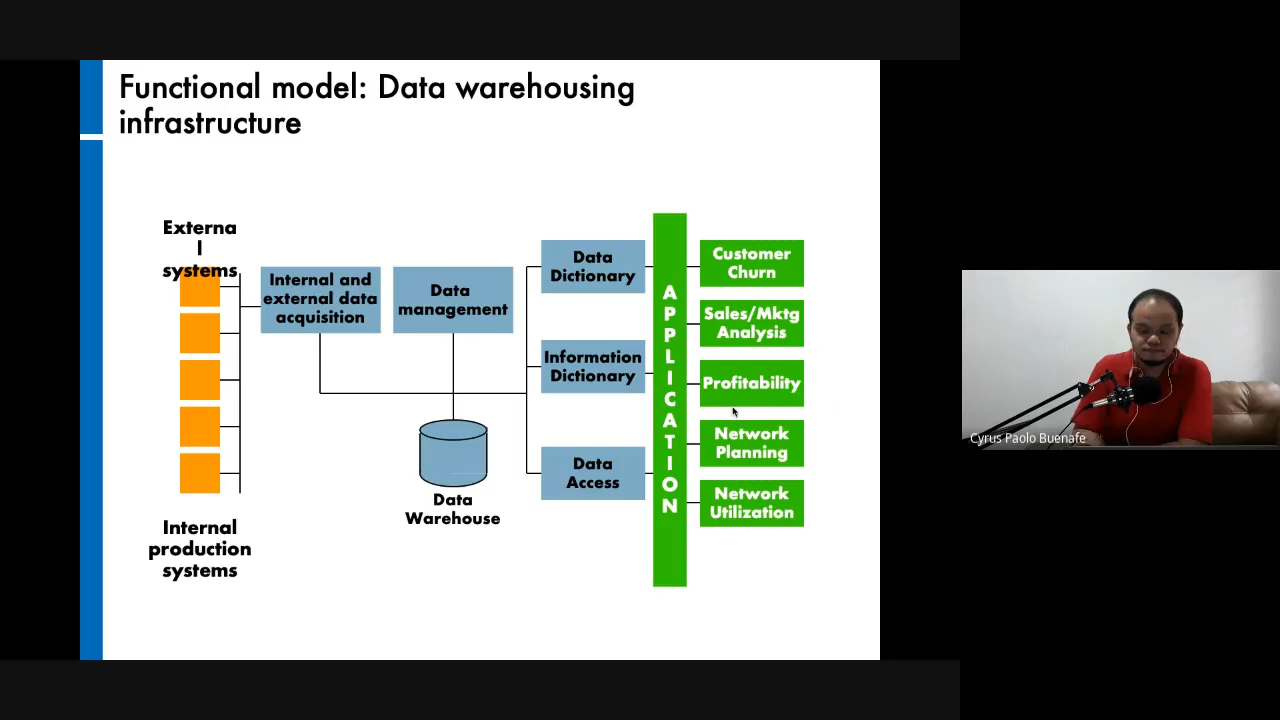 Functional model: Data warehousing
infrastructure
Externa
l
systems
Internal and
external data
acquisition
Data
management
Data
Warehouse
Internal
production
systems
Data
Dictionary
Information
Dictionary
Data
Access
APPLICATION
Customer
Churn
Sales/Mktg
Analysis
Profitability
Network
Planning
Network
Utilization
Cyrus Paolo Buenafe